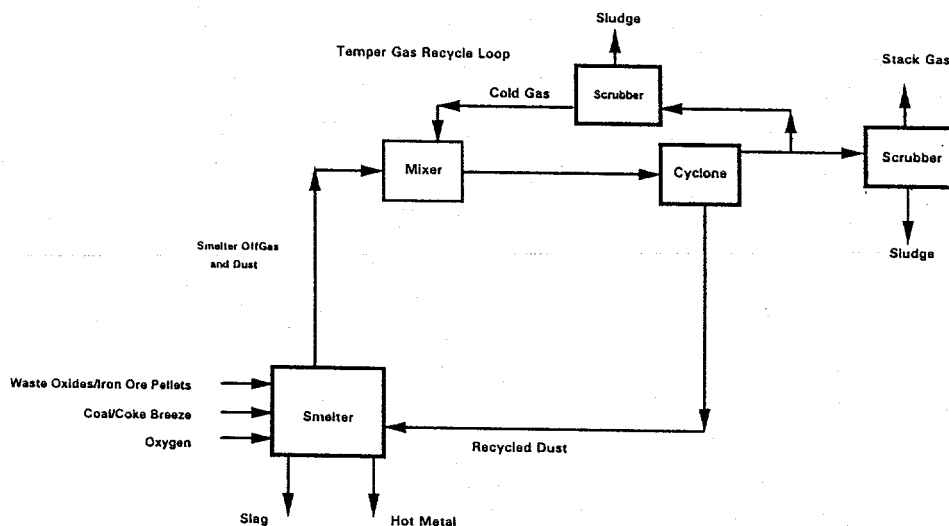 Sludge
Temper Gas Recycle Loop
Stack Gas
Cold Gas
Scrubber
Mixer
Cyclone
Scrubber
Smelter OffGas
and Dust
Sludge
Waste Oxides/Iron Ore Pellets
Coal/Coke Breeze
Oxygen
Smelter
Recycled Dust
Slag
Hot Metal